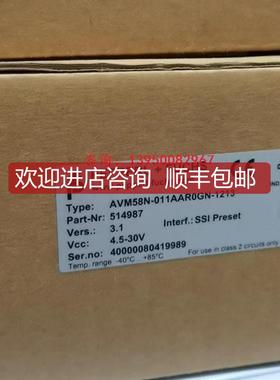 13950082967
欢迎进店咨询 顺丰包邮
Type: AVM58N-011AAR0GN-1213
Part-Nr: 514987
Vers.: 3.1
Interf.: SSI Preset
Vcc: 4.5-30V
Ser.no: 40000080419989
Temp. range -40°C +85°C
For use in class 2 circuits only